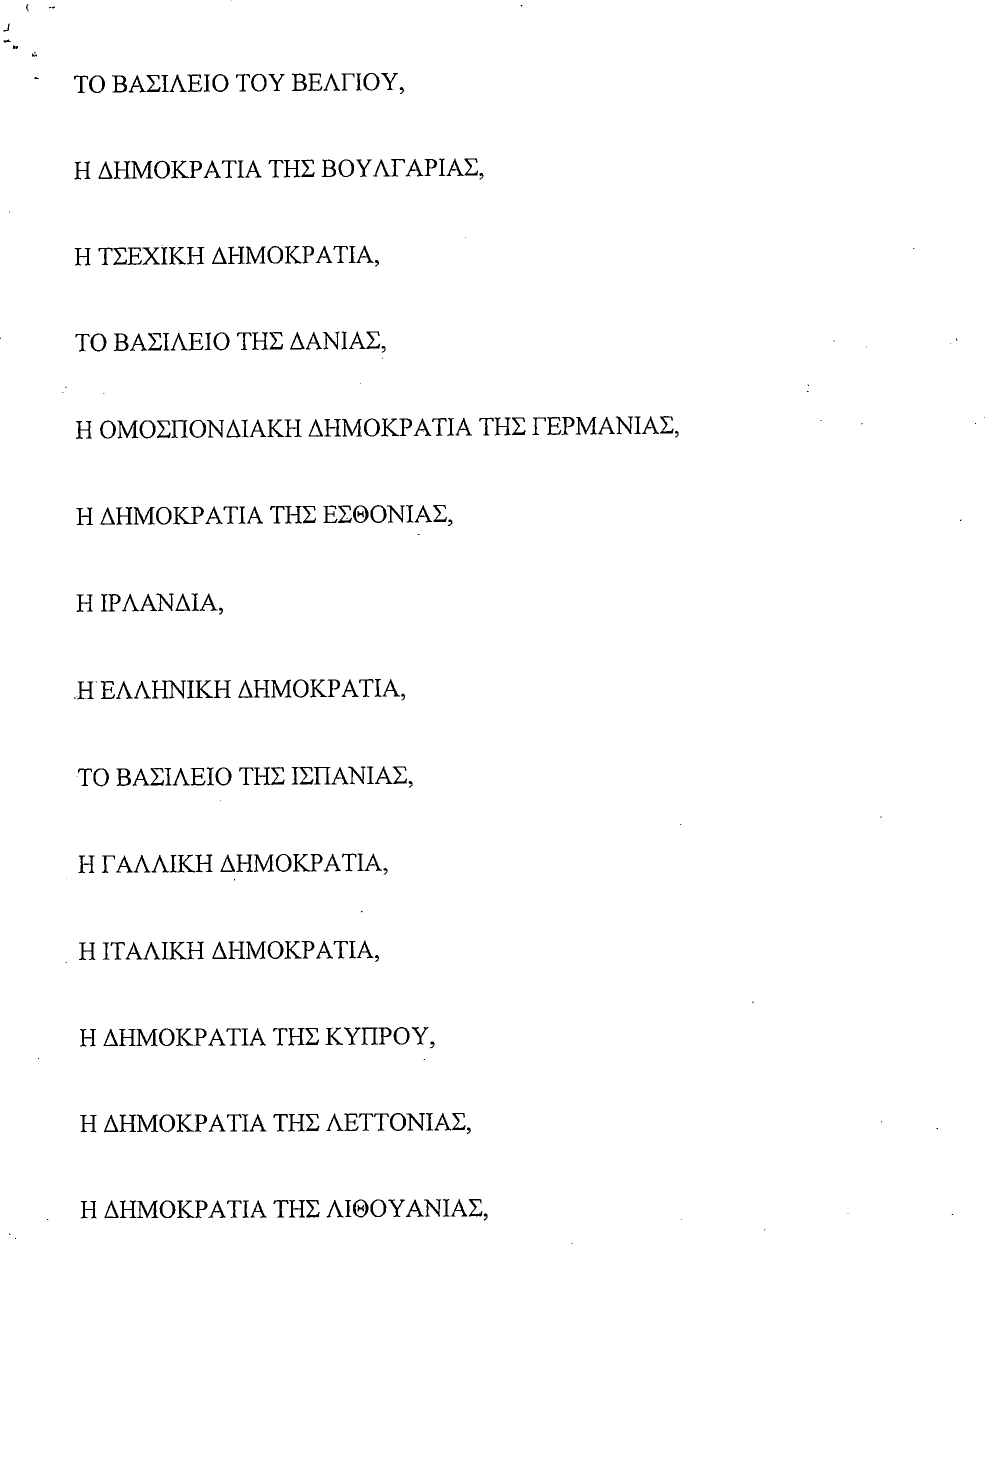 ΤΟ ΒΑΣΙΛΕΙΟ ΤΟΥ ΒΕΛΓΙΟΥ,
Η ΔΗΜΟΚΡΑΤΙΑ ΤΗΣ ΒΟΥΛΓΑΡΙΑΣ,
Η ΤΣΕΧΙΚΗ ΔΗΜΟΚΡΑΤΙΑ,
ΤΟ ΒΑΣΙΛΕΙΟ ΤΗΣ ΔΑΝΙΑΣ,
Η ΟΜΟΣΠΟΝΔΙΑΚΗ ΔΗΜΟΚΡΑΤΙΑ ΤΗΣ ΓΕΡΜΑΝΙΑΣ,
Η ΔΗΜΟΚΡΑΤΙΑ ΤΗΣ ΕΣΘΟΝΙΑΣ,
Η ΙΡΛΑΝΔΙΑ,
Η ΕΛΛΗΝΙΚΗ ΔΗΜΟΚΡΑΤΙΑ,
ΤΟ ΒΑΣΙΛΕΙΟ ΤΗΣ ΙΣΠΑΝΙΑΣ,
Η ΓΑΛΛΙΚΗ ΔΗΜΟΚΡΑΤΙΑ,
Η ΙΤΑΛΙΚΗ ΔΗΜΟΚΡΑΤΙΑ,
Η ΔΗΜΟΚΡΑΤΙΑ ΤΗΣ ΚΥΠΡΟΥ,
Η ΔΗΜΟΚΡΑΤΙΑ ΤΗΣ ΛΕΤΤΟΝΙΑΣ,
Η ΔΗΜΟΚΡΑΤΙΑ ΤΗΣ ΛΙΘΟΥΑΝΙΑΣ,